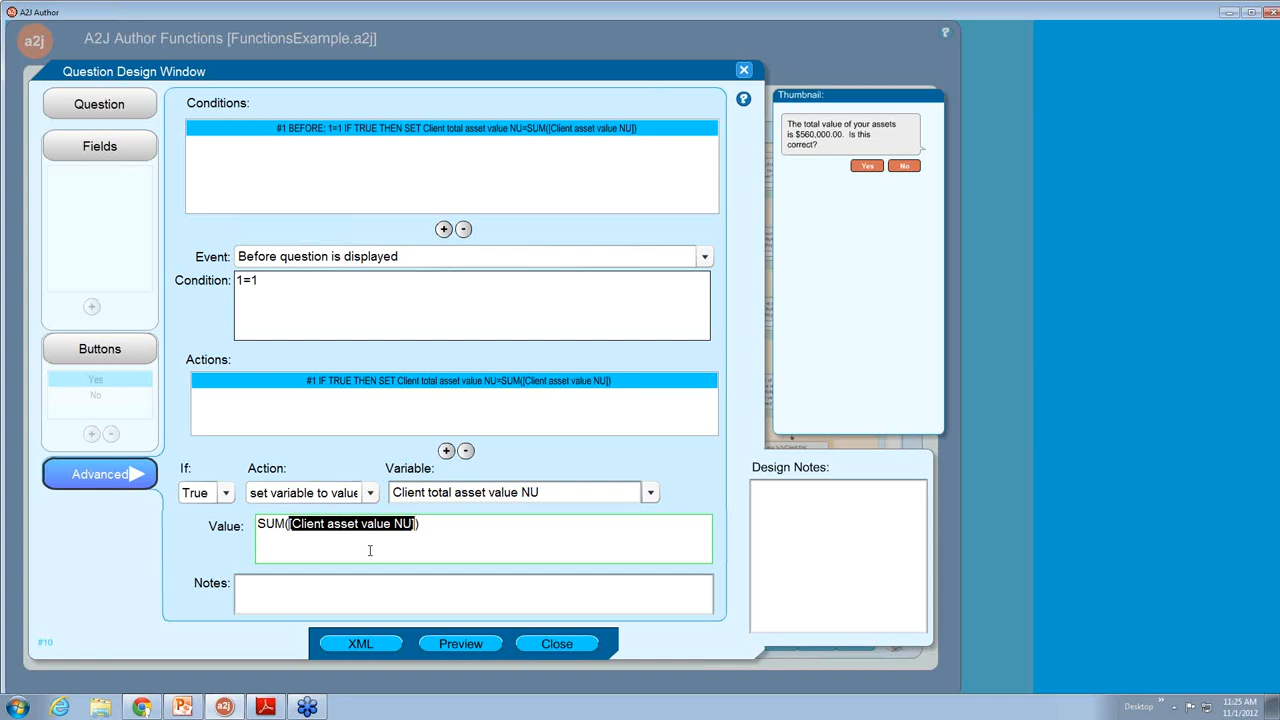 A2J Author
a2j
A2J Author Functions [FunctionsExample.a2j]
?
Question Design Window
Thumbnail:
Question
Fields
Buttons
Yes
No
Advanced
#10
Conditions:
#1 BEFORE: 1=1 IF TRUE THEN SET Client total asset value NU=SUM([Client asset value NU])
+ -
Event: Before question is displayed
Condition: 1=1
Actions:
#1 IF TRUE THEN SET Client total asset value NU=SUM([Client asset value NU])
+ -
If: Action: Variable:
True set variable to value Client total asset value NU
Value: SUM([Client asset value NU])
Notes:
XML Preview Close
?
The total value of your assets
is $560,000.00. Is this
correct?
Yes No
Design Notes:
a2j
Desktop
11:25 AM
11/1/2012